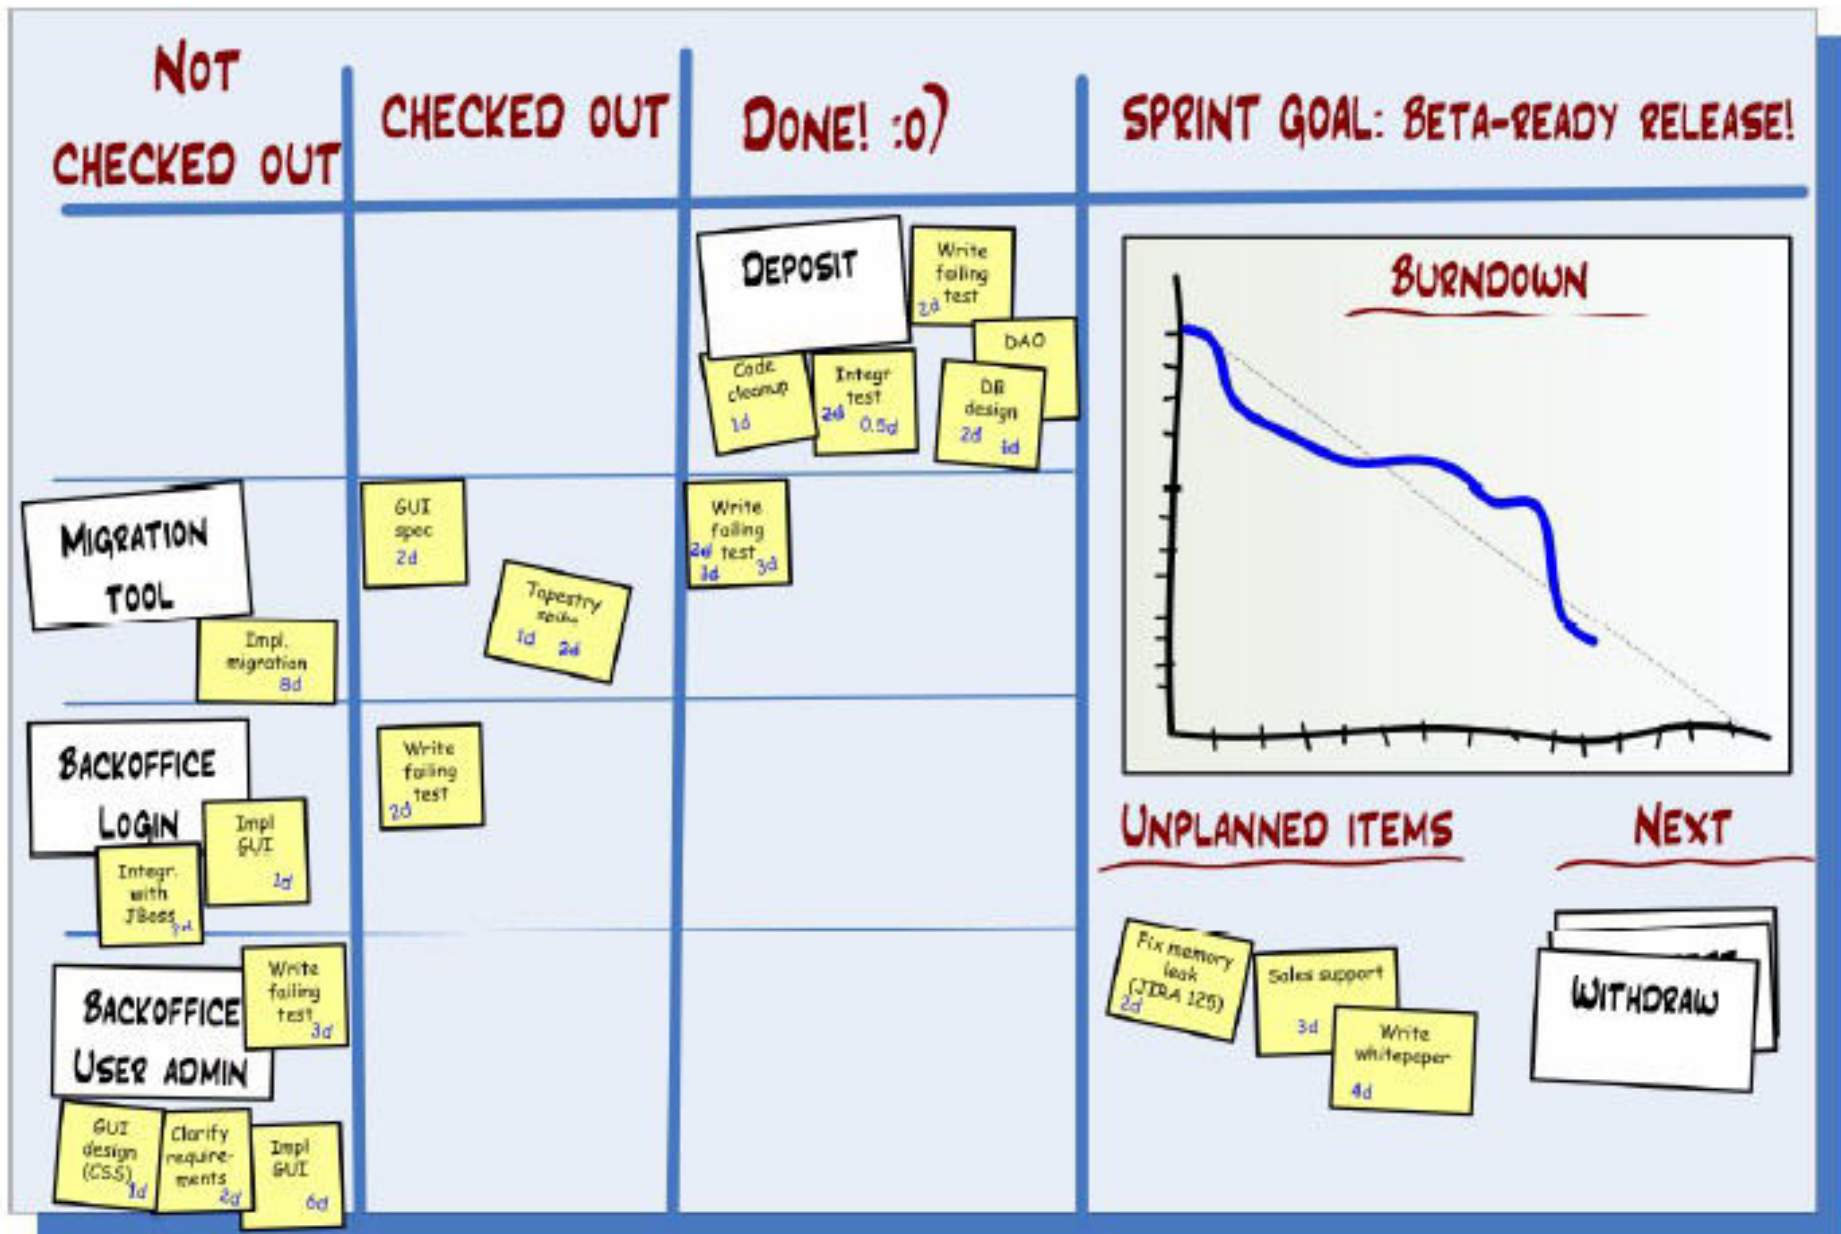 NOT
CHECKED OUT
CHECKED OUT
DONE! :O)
SPRINT GOAL: BETA-READY RELEASE!
DEPOSIT
Write
failing
test
2d
DAO
Code
cleanup
1d
Integr
test
2d
0.5d
DB
design
2d
1d
BURNDOWN
MIGRATION
TOOL
Impl.
migration
8d
GUI
spec
2d
Tapestry
spike
1d 2d
Write
failing
2d test
3d
3d
BACKOFFICE
LOGIN
Impl
GUI
1d
Integr.
with
JBoss
Write
failing
test
2d
BACKOFFICE
USER ADMIN
Write
failing
test
3d
GUI
design
(CSS)
1d
Clarify
require-
ments
2d
Impl
GUI
6d
UNPLANNED ITEMS
NEXT
Fix memory
leak
(JIRA 125)
2d
Sales support
3d
Write
whitepaper
4d
WITHDRAW